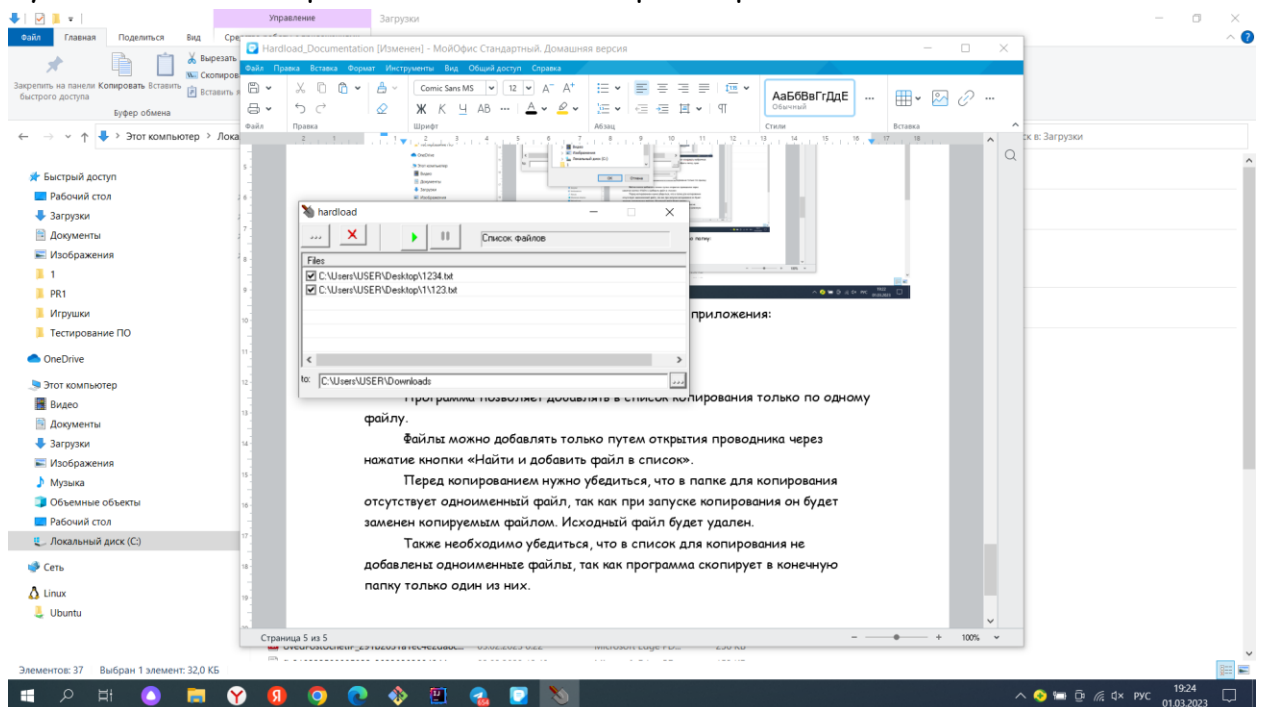 Управление
Загрузки
Файл Главная Поделиться Вид
Закрепить на панели быстрого доступа
Копировать Вставить
Вырезать
Буфер обмена
Этот компьютер
в: Загрузки
Быстрый доступ
Рабочий стол
Загрузки
Документы
Изображения
1
PR1
Игрушки
Тестирование ПО
OneDrive
Этот компьютер
Видео
Документы
Загрузки
Изображения
Музыка
Объемные объекты
Рабочий стол
Локальный диск (C:)
Сеть
Linux
Ubuntu
Элементов: 37 Выбран 1 элемент: 32,0 КБ
Hardload_Documentation [Изменен] - МойОфис Стандартный. Домашняя версия
Файл Правка Вставка Формат Инструменты Вид Общий доступ Справка
Comic Sans MS 12 A⁻ A⁺
Ж К Ч АВ ···
АаБбВвГгДдЕ
Обычный
Файл Правка Шрифт Абзац Стили Вставка
hardload
Список файлов
Files
C:\Users\USER\Desktop\1234.txt
C:\Users\USER\Desktop\1\123.txt
to: C:\Users\USER\Downloads
приложения:
Программа позволяет добавлять в список копирования только по одному
файлу.
Файлы можно добавлять только путем открытия проводника через
нажатие кнопки «Найти и добавить файл в список».
Перед копированием нужно убедиться, что в папке для копирования
отсутствует одноименный файл, так как при запуске копирования он будет
заменен копируемым файлом. Исходный файл будет удален.
Также необходимо убедиться, что в список для копирования не
добавлены одноименные файлы, так как программа скопирует в конечную
папку только один из них.
Страница 5 из 5
100%
РУС
19:24
01.03.2023